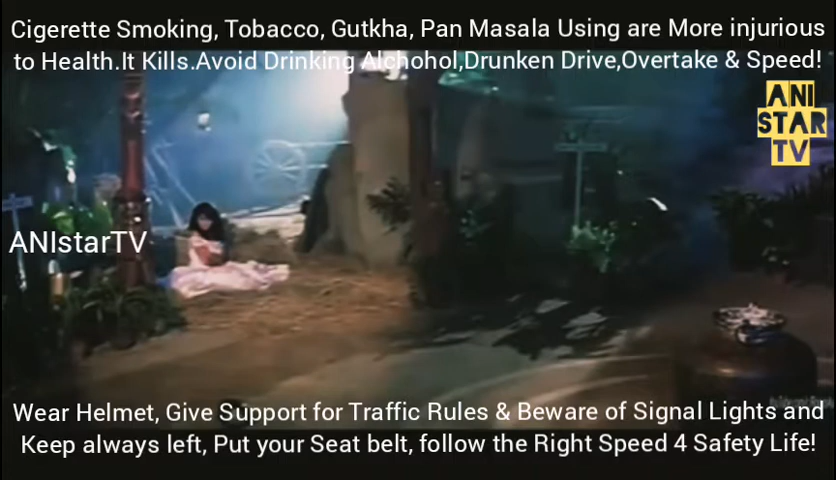 Cigerette Smoking, Tobacco, Gutkha, Pan Masala Using are More injurious
to Health.It Kills.Avoid Drinking Alchohol,Drunken Drive,Overtake & Speed!
ANI
STAR
TV
ANIstarTV
Wear Helmet, Give Support for Traffic Rules & Beware of Signal Lights and
Keep always left, Put your Seat belt, follow the Right Speed 4 Safety Life!